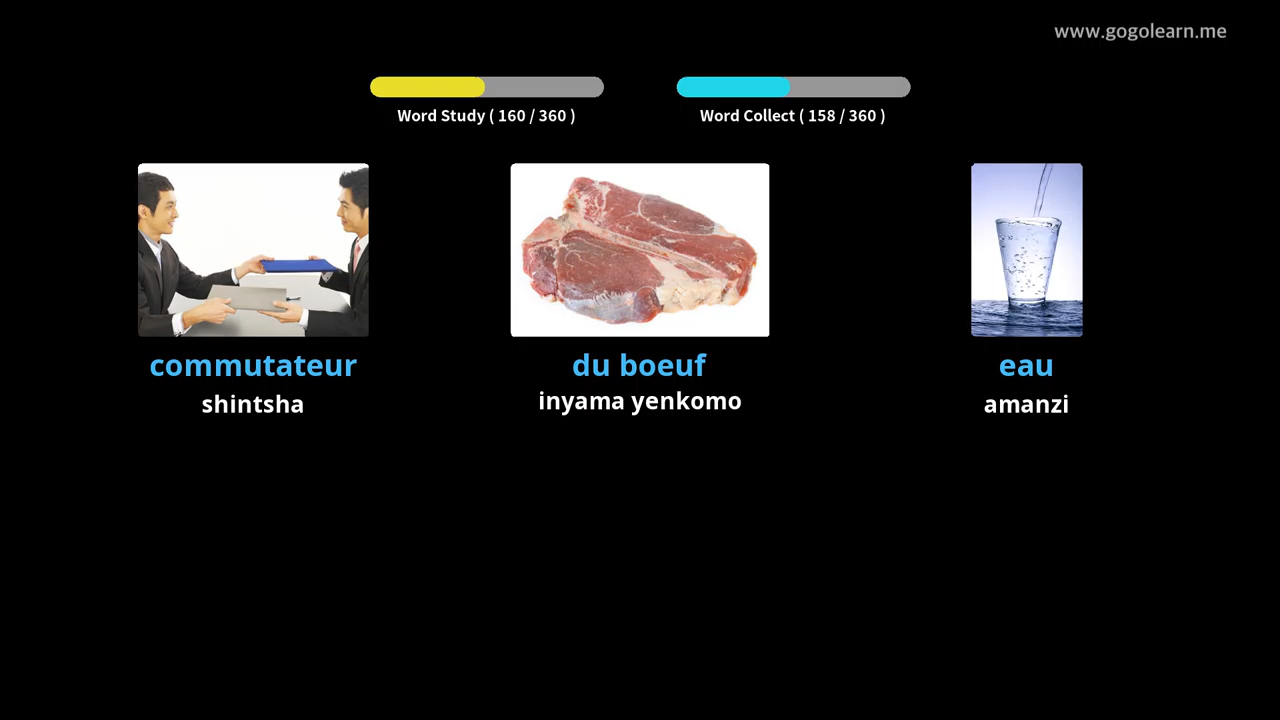 www.gogolearn.me
Word Study ( 160 / 360 )
Word Collect ( 158 / 360 )
commutateur
shintsha
du boeuf
inyama yenkomo
eau
amanzi